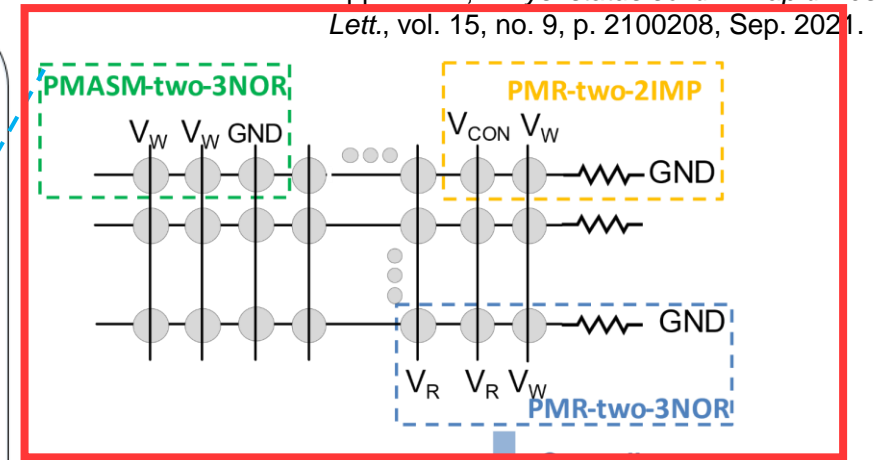 Lett., vol. 15, no. 9, p. 2100208, Sep. 2021.
PMASM-two-3NOR
PMR-two-2IMP
VW VW GND
VCON VW
GND
GND
VR VR VW
PMR-two-3NOR